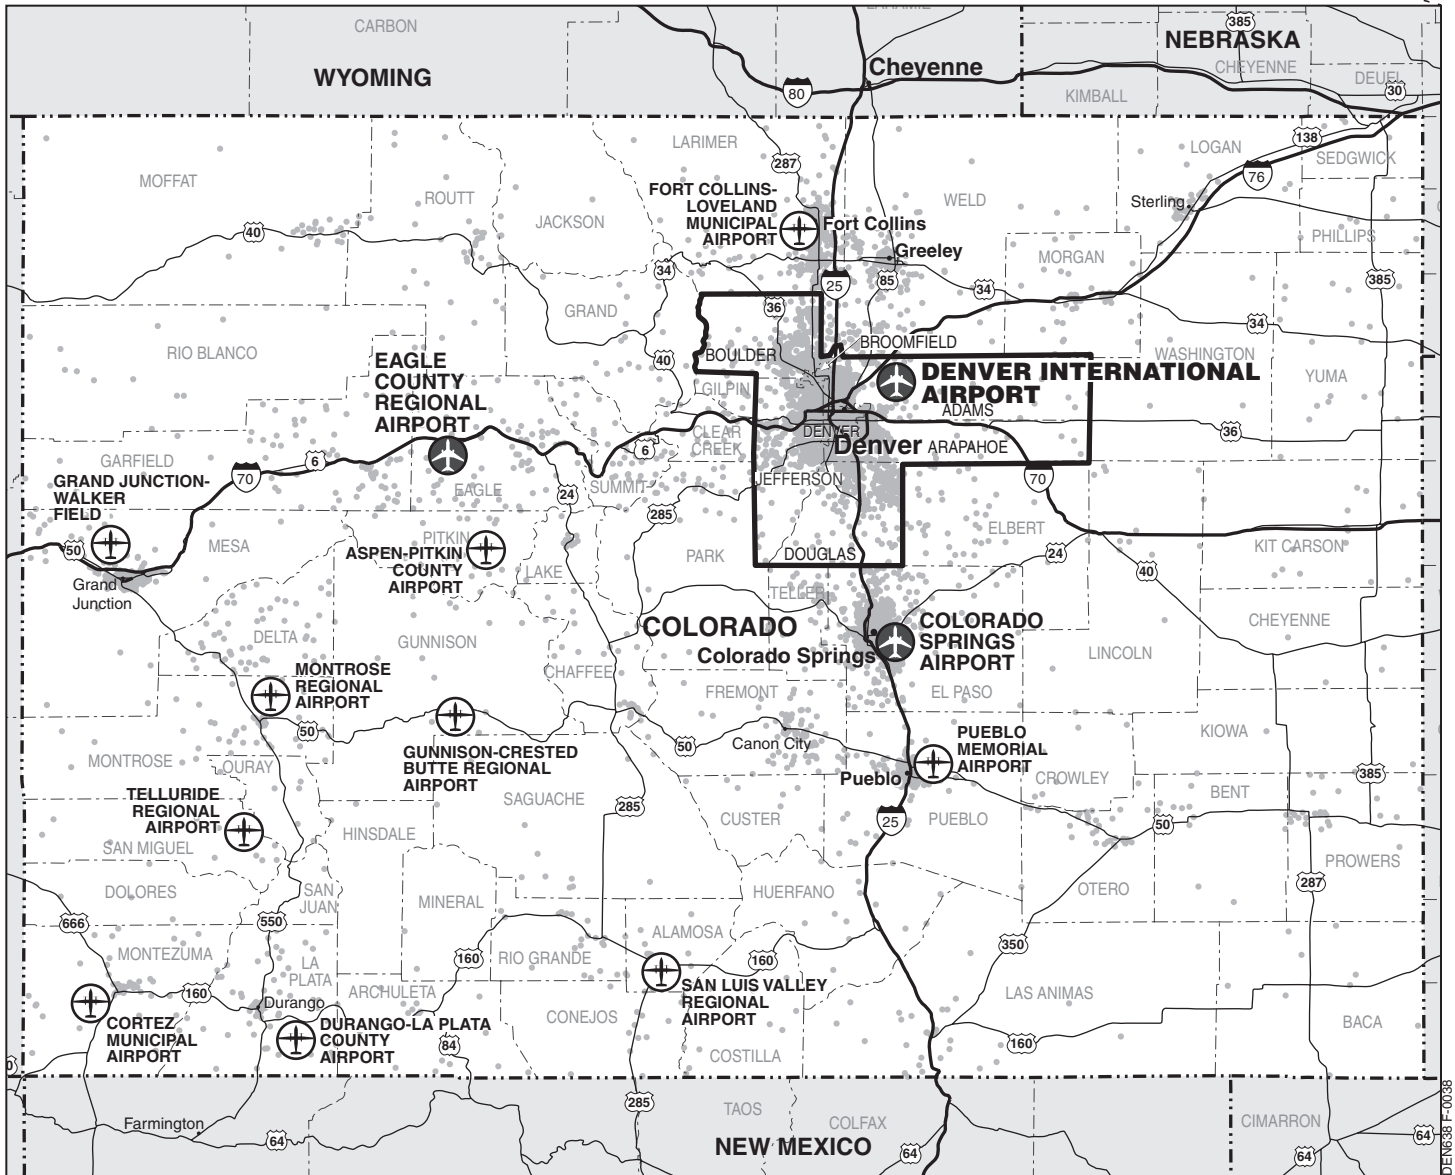 LARAMIE
385
CARBON
NEBRASKA
WYOMING
Cheyenne
CHEYENNE
DEUEL
80
KIMBALL
30
138
LARIMER
LOGAN
SEDGWICK
287
76
MOFFAT
ROUTT
FORT COLLINS-
LOVELAND
MUNICIPAL
AIRPORT
WELD
Sterling
JACKSON
Fort Collins
40
PHILLIPS
Greeley
MORGAN
34
25
85
34
385
GRAND
36
34
BROOMFIELD
RIO BLANCO
BOULDER
WASHINGTON
40
EAGLE
COUNTY
REGIONAL
AIRPORT
DENVER INTERNATIONAL
AIRPORT
YUMA
GILPIN
ADAMS
CLEAR
CREEK
DENVER
Denver
ARAPAHOE
36
6
6
GARFIELD
70
GRAND JUNCTION-
WALKER
FIELD
EAGLE
24
SUMMIT
JEFFERSON
70
285
ELBERT
50
MESA
PITKIN
ASPEN-PITKIN
COUNTY
AIRPORT
PARK
DOUGLAS
24
KIT CARSON
LAKE
40
Grand
Junction
TELLER
COLORADO
COLORADO
SPRINGS
AIRPORT
CHEYENNE
DELTA
GUNNISON
Colorado Springs
LINCOLN
MONTROSE
REGIONAL
AIRPORT
CHAFFEE
FREMONT
EL PASO
50
50
Canon City
PUEBLO
MEMORIAL
AIRPORT
KIOWA
GUNNISON-CRESTED
BUTTE REGIONAL
AIRPORT
MONTROSE
OURAY
Pueblo
CROWLEY
385
TELLURIDE
REGIONAL
AIRPORT
SAGUACHE
285
BENT
CUSTER
25
PUEBLO
50
HINSDALE
SAN MIGUEL
PROWERS
DOLORES
SAN
JUAN
MINERAL
HUERFANO
OTERO
287
666
550
ALAMOSA
350
MONTEZUMA
LA
PLATA
160
RIO GRANDE
160
160
ARCHULETA
SAN LUIS VALLEY
REGIONAL
AIRPORT
LAS ANIMAS
Durango
CORTEZ
MUNICIPAL
AIRPORT
DURANGO-LA PLATA
COUNTY
AIRPORT
CONEJOS
BACA
84
160
COSTILLA
285
TAOS
COLFAX
CIMARRON
Farmington
64
NEW MEXICO
64
64
64
DEN638 F-0038